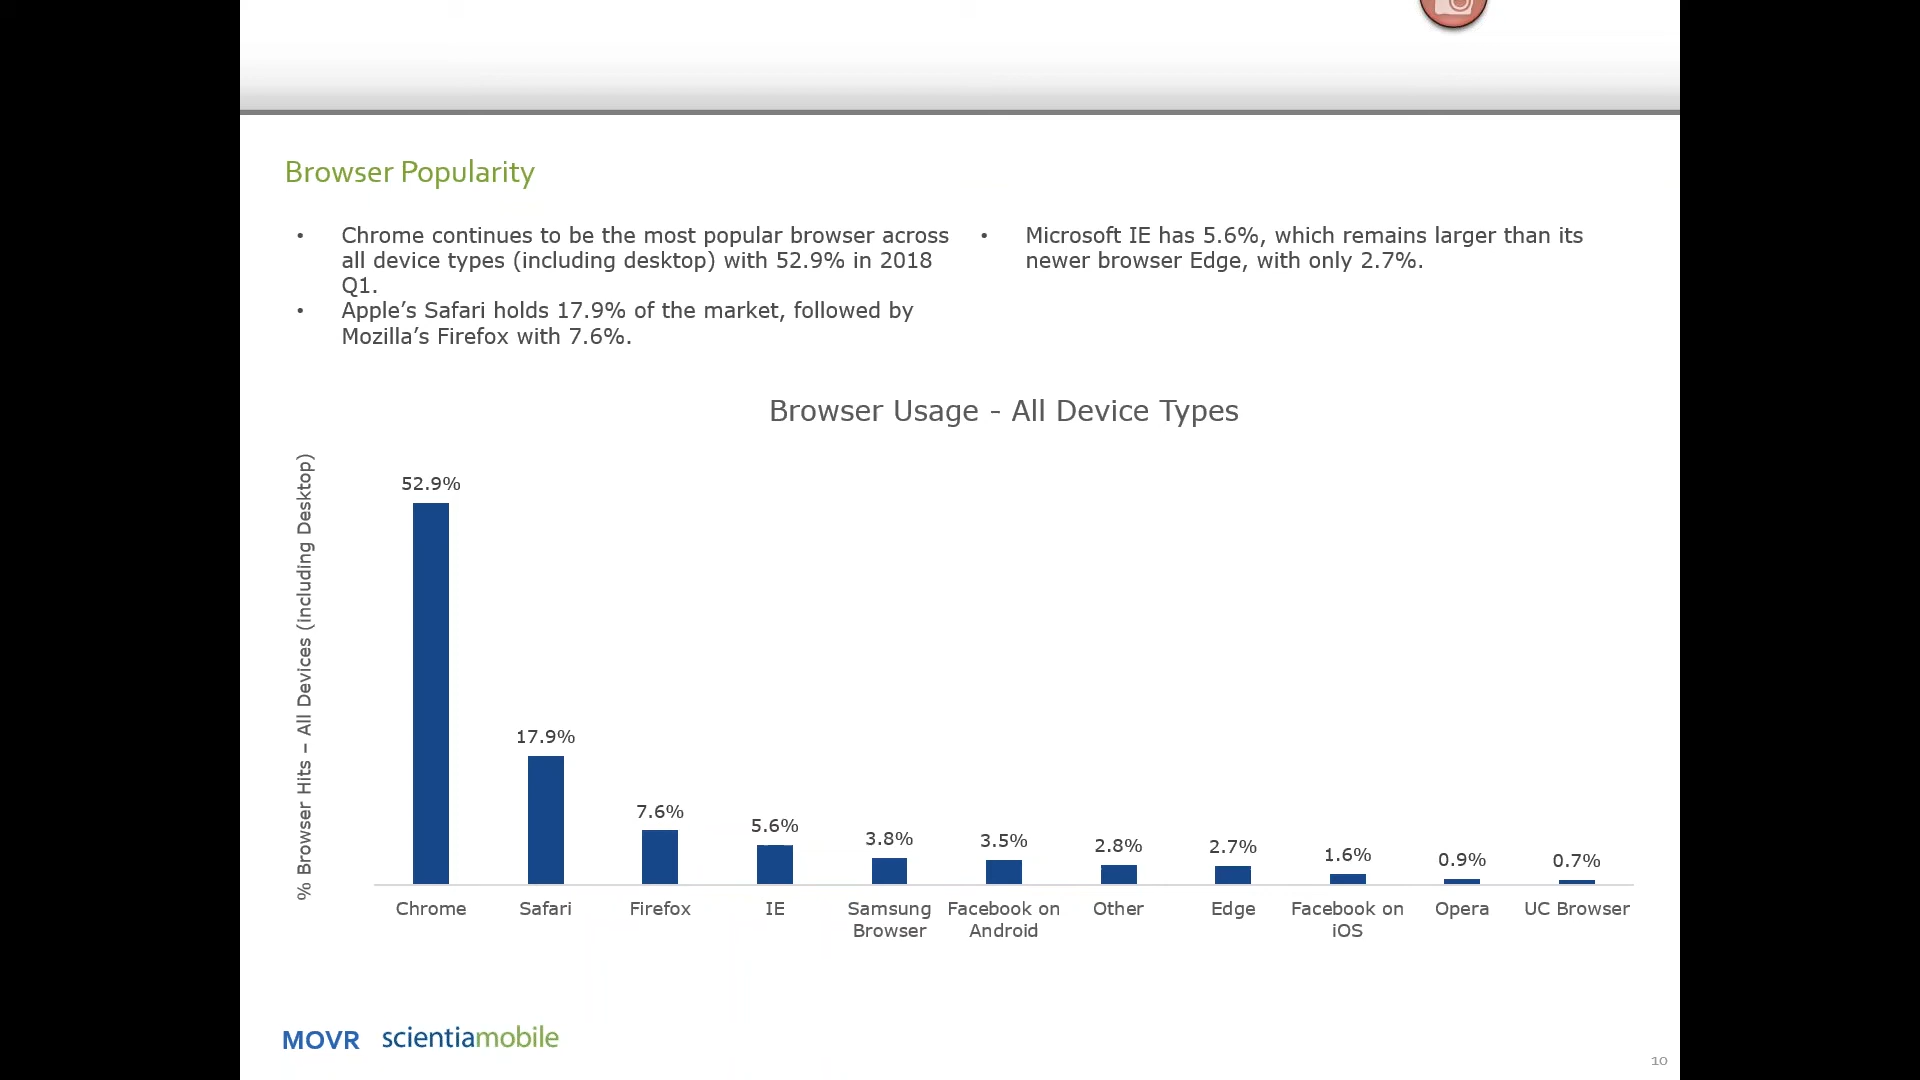 Browser Popularity
• Chrome continues to be the most popular browser across
all device types (including desktop) with 52.9% in 2018
Q1.
• Apple’s Safari holds 17.9% of the market, followed by
Mozilla’s Firefox with 7.6%.
• Microsoft IE has 5.6%, which remains larger than its
newer browser Edge, with only 2.7%.
Browser Usage - All Device Types
% Browser Hits – All Devices (including Desktop)
52.9%
17.9%
7.6%
5.6%
3.8%
3.5%
2.8%
2.7%
1.6%
0.9%
0.7%
Chrome
Safari
Firefox
IE
Samsung
Browser
Facebook on
Android
Other
Edge
Facebook on
iOS
Opera
UC Browser
MOVR
scientiamobile
10